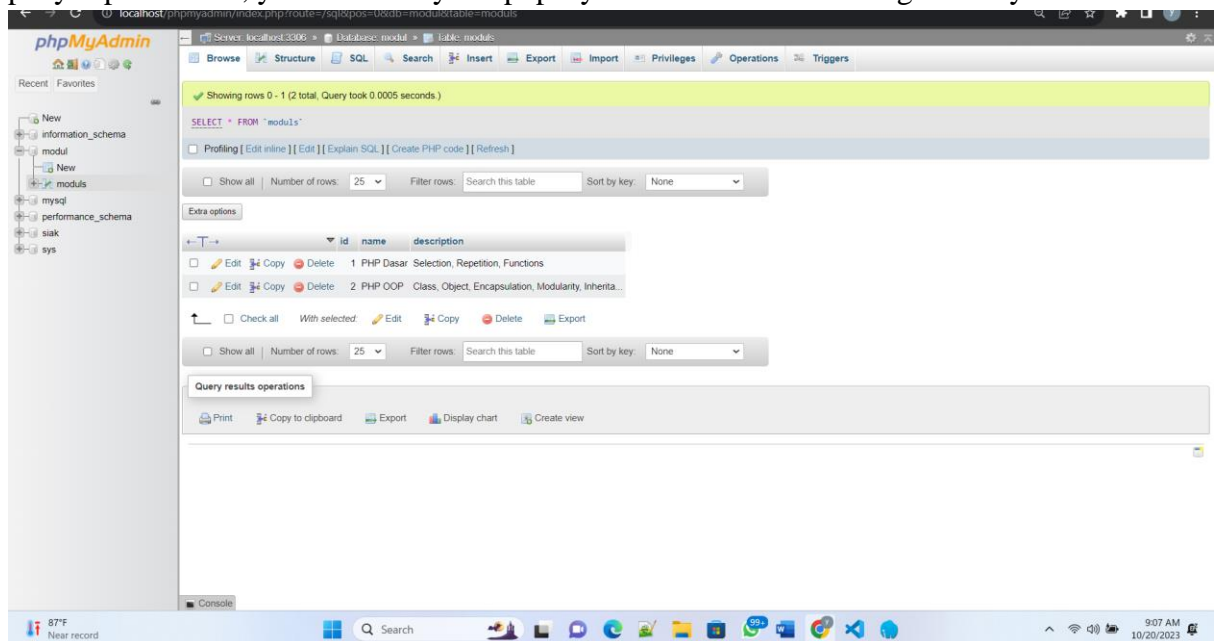 localhost/phpmyadmin/index.php?route=/sql&pos=0&db=modul&table=moduls
phpMyAdmin
Recent Favorites
New
information_schema
modul
New
moduls
mysql
performance_schema
siak
sys
Server: localhost:3306 » Database: modul » Table: moduls
Browse Structure SQL Search Insert Export Import Privileges Operations Triggers
Showing rows 0 - 1 (2 total, Query took 0.0005 seconds.)
SELECT * FROM `moduls`
Profiling [ Edit inline ] [ Edit ] [ Explain SQL ] [ Create PHP code ] [ Refresh ]
Show all | Number of rows: 25 Filter rows: Search this table Sort by key: None
Extra options
←T→ ▼ id name description
Edit Copy Delete 1 PHP Dasar Selection, Repetition, Functions
Edit Copy Delete 2 PHP OOP Class, Object, Encapsulation, Modularity, Inherita...
Check all With selected: Edit Copy Delete Export
Show all | Number of rows: 25 Filter rows: Search this table Sort by key: None
Query results operations
Print Copy to clipboard Export Display chart Create view
Console
87°F
Near record
Search
99+
9:07 AM
10/20/2023